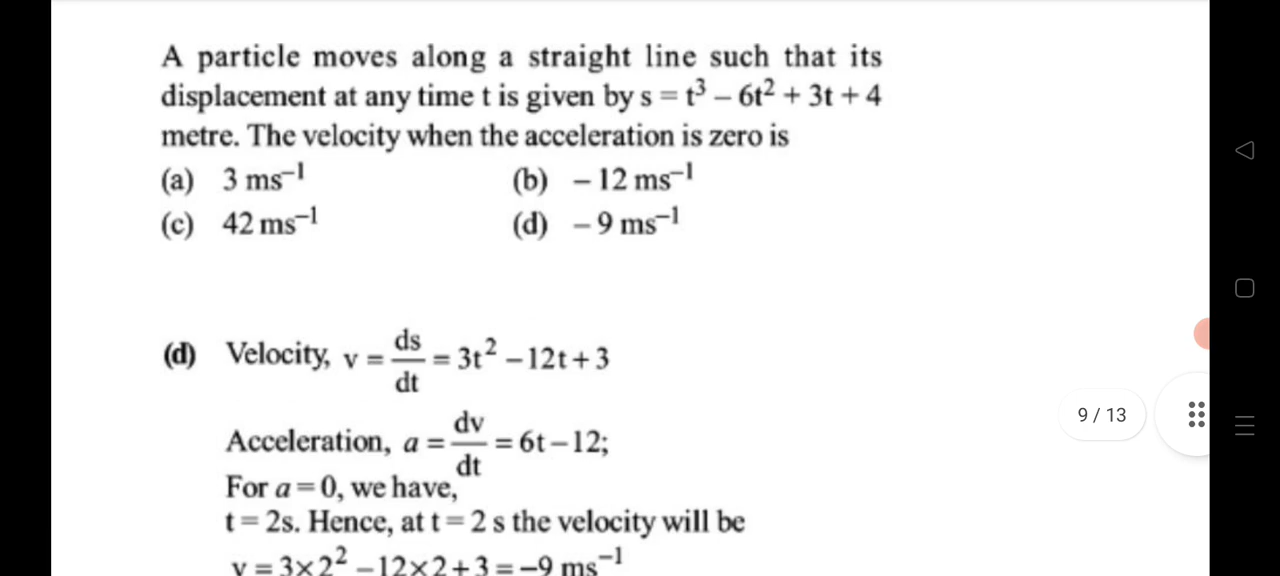 A particle moves along a straight line such that its
displacement at any time t is given by s = t³ – 6t² + 3t + 4
metre. The velocity when the acceleration is zero is
(a) 3 ms⁻¹ (b) – 12 ms⁻¹
(c) 42 ms⁻¹ (d) – 9 ms⁻¹
(d) Velocity, v = ds/dt = 3t² – 12t + 3
Acceleration, a = dv/dt = 6t – 12;
For a = 0, we have,
t = 2s. Hence, at t = 2 s the velocity will be
v = 3×2² – 12×2+3 = –9 ms⁻¹
9 / 13